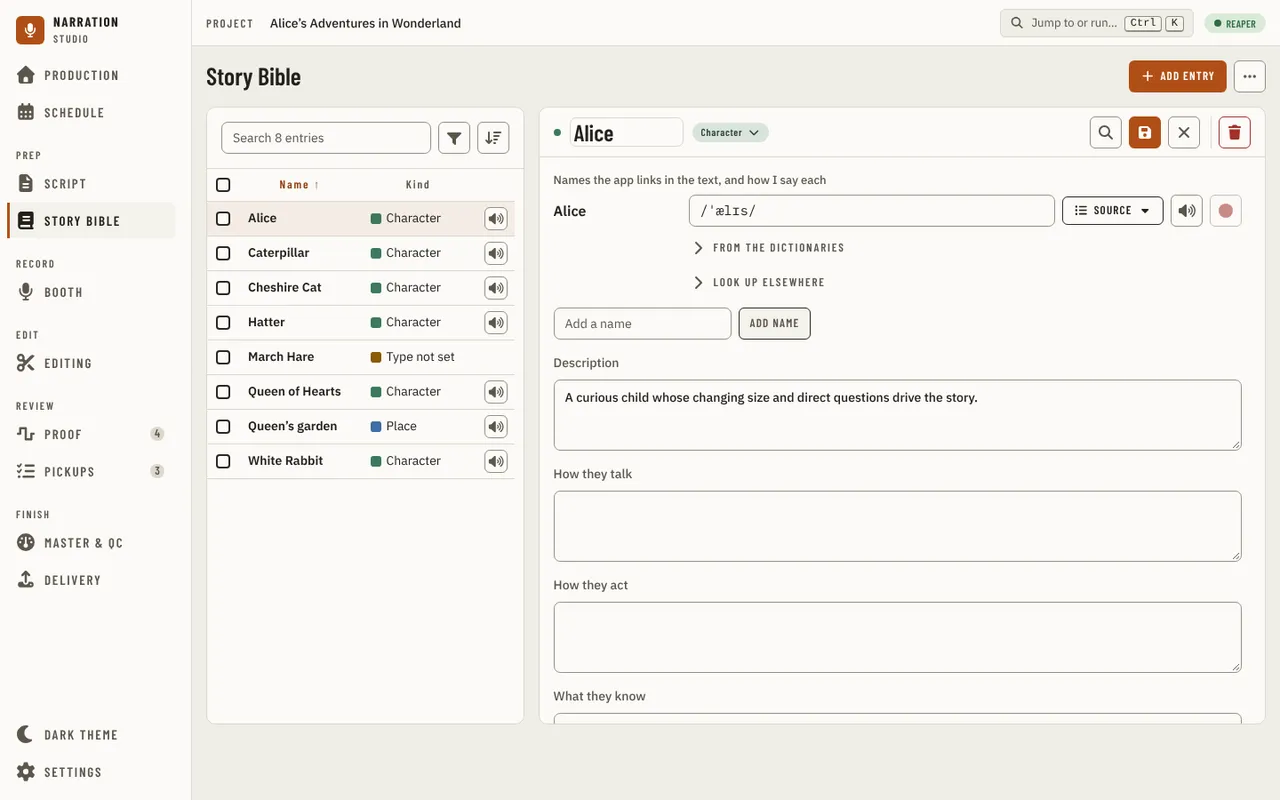 NARRATION
STUDIO
PRODUCTION
SCHEDULE
PREP
SCRIPT
STORY BIBLE
RECORD
BOOTH
EDIT
EDITING
REVIEW
PROOF 4
PICKUPS 3
FINISH
MASTER & QC
DELIVERY
DARK THEME
SETTINGS
PROJECT Alice's Adventures in Wonderland
Jump to or run... Ctrl K
REAPER
Story Bible
ADD ENTRY
Search 8 entries
Name ↑ Kind
Alice Character
Caterpillar Character
Cheshire Cat Character
Hatter Character
March Hare Type not set
Queen of Hearts Character
Queen's garden Place
White Rabbit Character
Alice Character
Names the app links in the text, and how I say each
Alice /ˈælɪs/ SOURCE
FROM THE DICTIONARIES
LOOK UP ELSEWHERE
Add a name ADD NAME
Description
A curious child whose changing size and direct questions drive the story.
How they talk
How they act
What they know